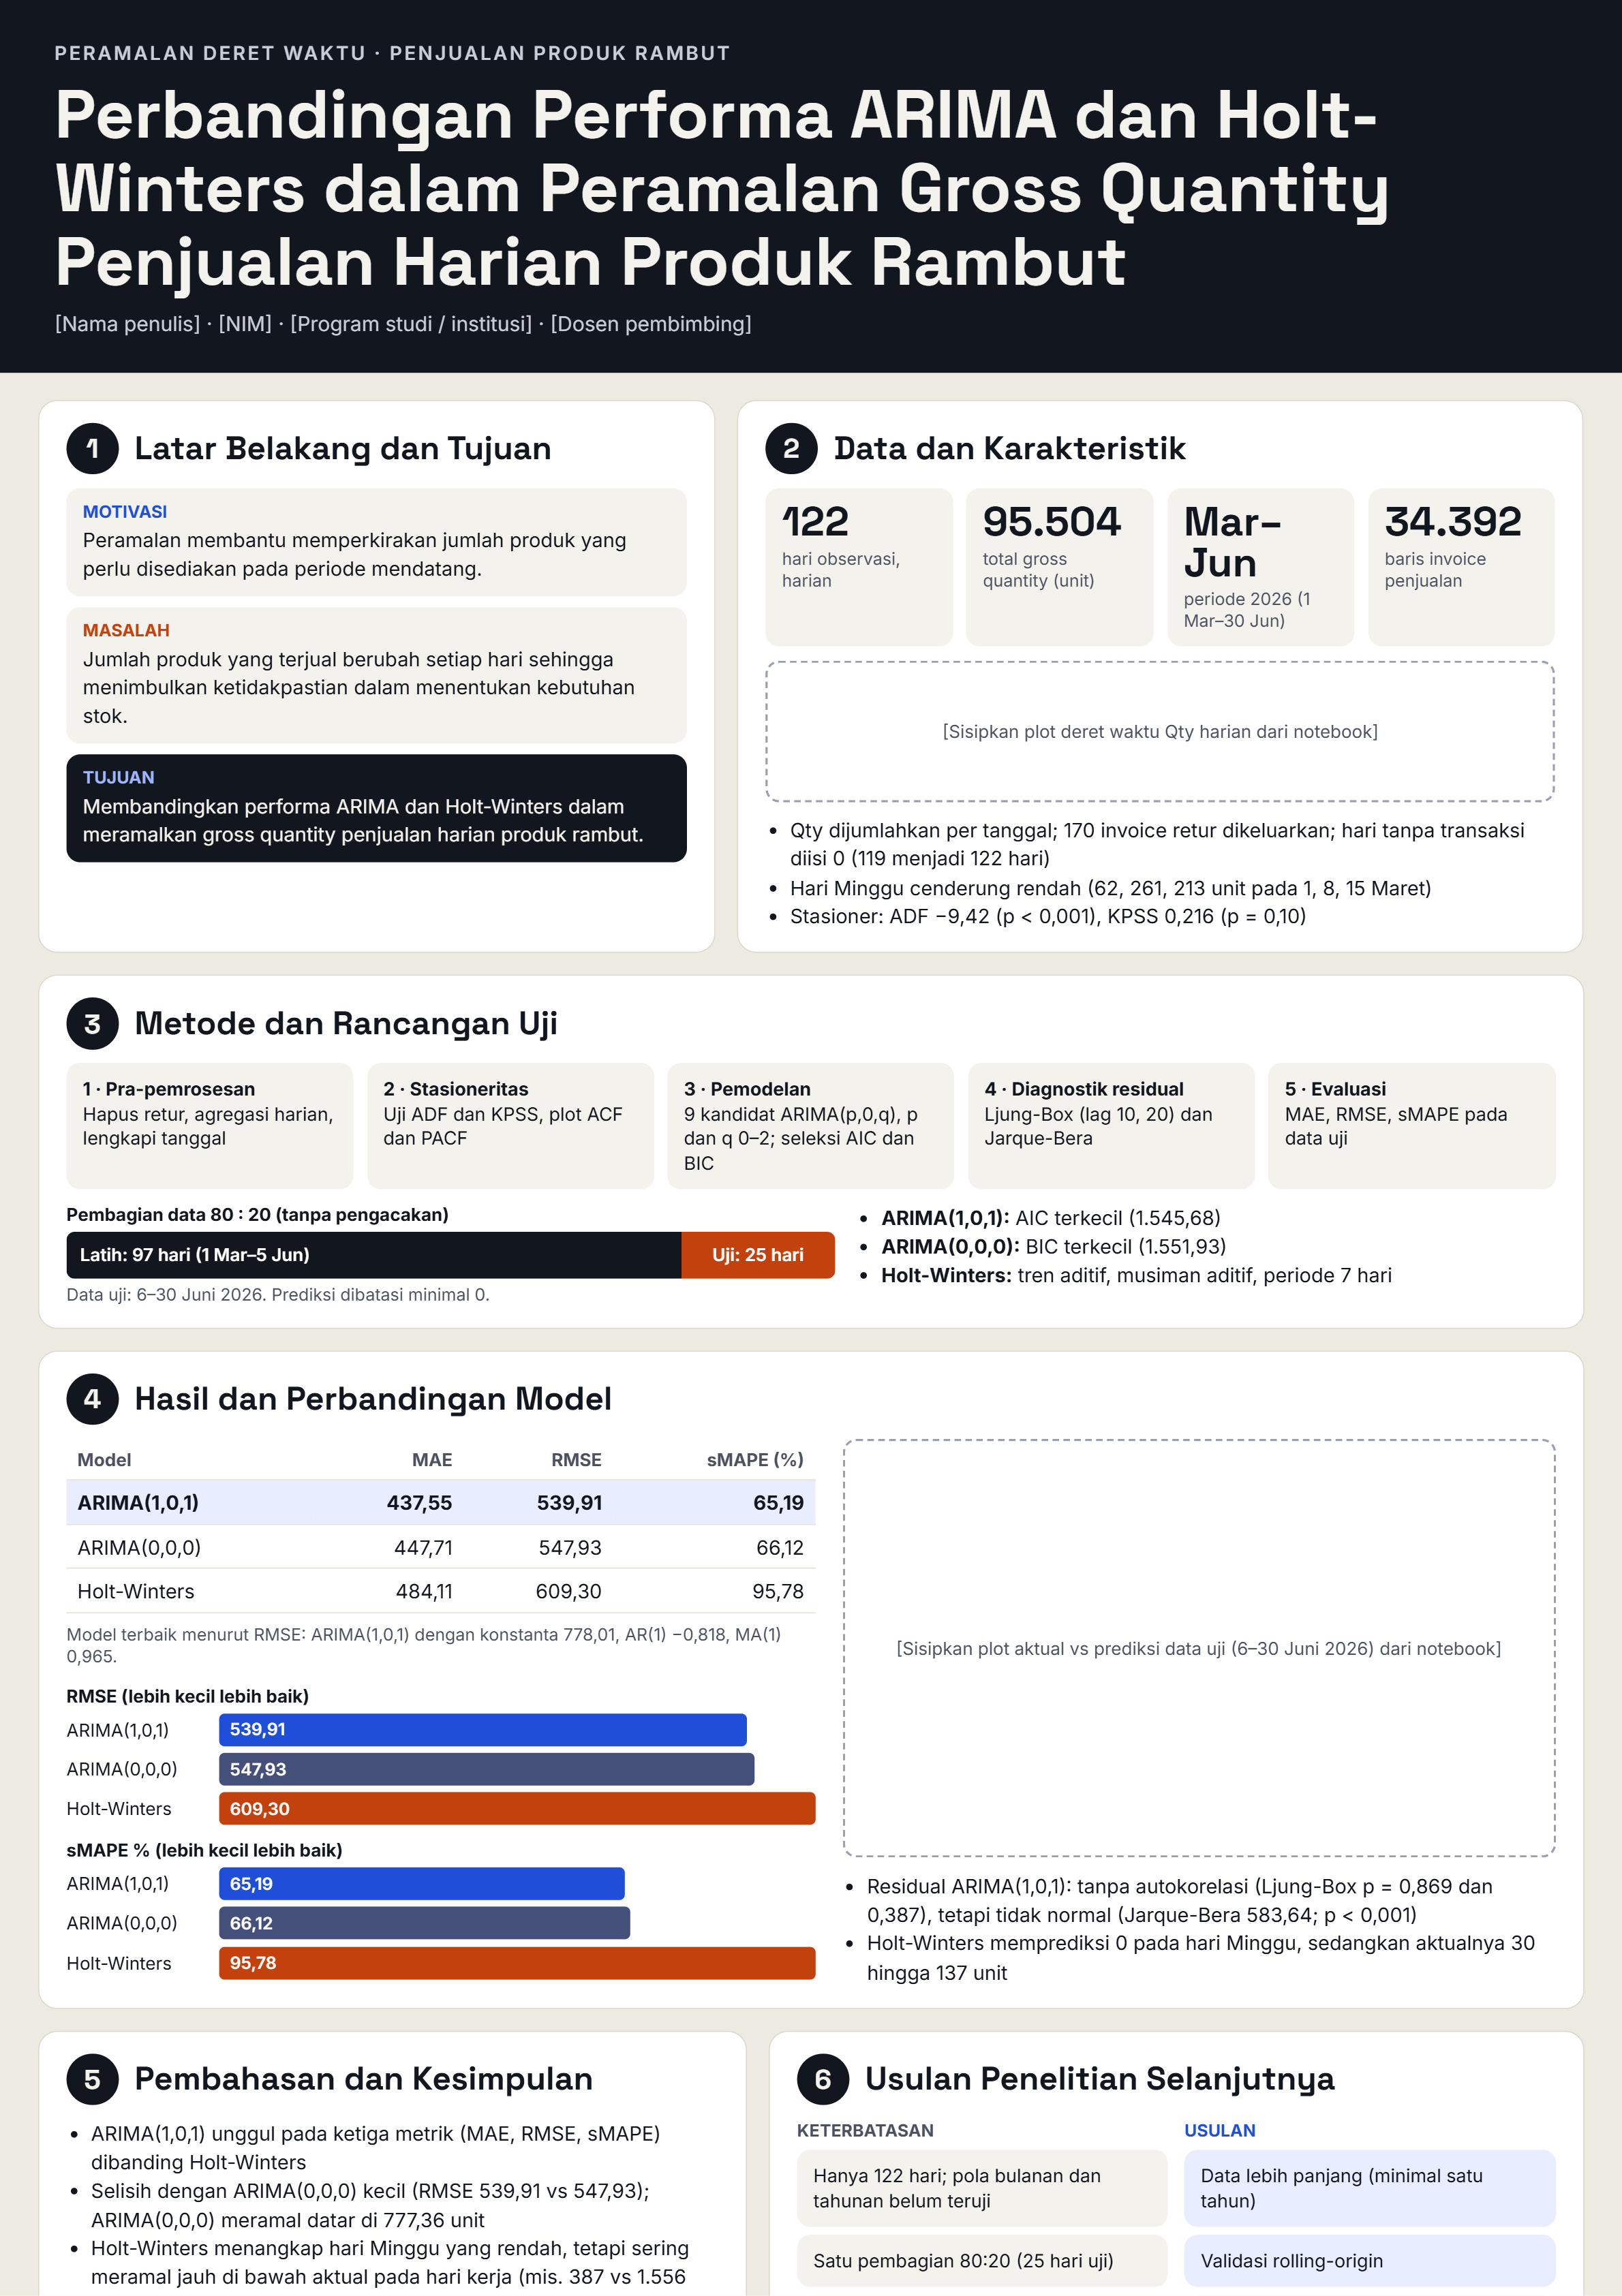 PERAMALAN DERET WAKTU · PENJUALAN PRODUK RAMBUT
Perbandingan Performa ARIMA dan Holt-
Winters dalam Peramalan Gross Quantity
Penjualan Harian Produk Rambut
[Nama penulis] · [NIM] · [Program studi / institusi] · [Dosen pembimbing]
1 Latar Belakang dan Tujuan
MOTIVASI
Peramalan membantu memperkirakan jumlah produk yang
perlu disediakan pada periode mendatang.
MASALAH
Jumlah produk yang terjual berubah setiap hari sehingga
menimbulkan ketidakpastian dalam menentukan kebutuhan
stok.
TUJUAN
Membandingkan performa ARIMA dan Holt-Winters dalam
meramalkan gross quantity penjualan harian produk rambut.
2 Data dan Karakteristik
122
hari observasi,
harian
95.504
total gross
quantity (unit)
Mar–
Jun
periode 2026 (1
Mar–30 Jun)
34.392
baris invoice
penjualan
[Sisipkan plot deret waktu Qty harian dari notebook]
• Qty dijumlahkan per tanggal; 170 invoice retur dikeluarkan; hari tanpa transaksi
diisi 0 (119 menjadi 122 hari)
• Hari Minggu cenderung rendah (62, 261, 213 unit pada 1, 8, 15 Maret)
• Stasioner: ADF −9,42 (p < 0,001), KPSS 0,216 (p = 0,10)
3 Metode dan Rancangan Uji
1 · Pra-pemrosesan
Hapus retur, agregasi harian,
lengkapi tanggal
2 · Stasioneritas
Uji ADF dan KPSS, plot ACF
dan PACF
3 · Pemodelan
9 kandidat ARIMA(p,0,q), p
dan q 0–2; seleksi AIC dan
BIC
4 · Diagnostik residual
Ljung-Box (lag 10, 20) dan
Jarque-Bera
5 · Evaluasi
MAE, RMSE, sMAPE pada
data uji
Pembagian data 80 : 20 (tanpa pengacakan)
Latih: 97 hari (1 Mar–5 Jun) Uji: 25 hari
Data uji: 6–30 Juni 2026. Prediksi dibatasi minimal 0.
• ARIMA(1,0,1): AIC terkecil (1.545,68)
• ARIMA(0,0,0): BIC terkecil (1.551,93)
• Holt-Winters: tren aditif, musiman aditif, periode 7 hari
4 Hasil dan Perbandingan Model
Model MAE RMSE sMAPE (%)
ARIMA(1,0,1) 437,55 539,91 65,19
ARIMA(0,0,0) 447,71 547,93 66,12
Holt-Winters 484,11 609,30 95,78
Model terbaik menurut RMSE: ARIMA(1,0,1) dengan konstanta 778,01, AR(1) −0,818, MA(1)
0,965.
RMSE (lebih kecil lebih baik)
ARIMA(1,0,1) 539,91
ARIMA(0,0,0) 547,93
Holt-Winters 609,30
sMAPE % (lebih kecil lebih baik)
ARIMA(1,0,1) 65,19
ARIMA(0,0,0) 66,12
Holt-Winters 95,78
[Sisipkan plot aktual vs prediksi data uji (6–30 Juni 2026) dari notebook]
• Residual ARIMA(1,0,1): tanpa autokorelasi (Ljung-Box p = 0,869 dan
0,387), tetapi tidak normal (Jarque-Bera 583,64; p < 0,001)
• Holt-Winters memprediksi 0 pada hari Minggu, sedangkan aktualnya 30
hingga 137 unit
5 Pembahasan dan Kesimpulan
• ARIMA(1,0,1) unggul pada ketiga metrik (MAE, RMSE, sMAPE)
dibanding Holt-Winters
• Selisih dengan ARIMA(0,0,0) kecil (RMSE 539,91 vs 547,93);
ARIMA(0,0,0) meramal datar di 777,36 unit
• Holt-Winters menangkap hari Minggu yang rendah, tetapi sering
meramal jauh di bawah aktual pada hari kerja (mis. 387 vs 1.556
6 Usulan Penelitian Selanjutnya
KETERBATASAN
Hanya 122 hari; pola bulanan dan
tahunan belum teruji
Satu pembagian 80:20 (25 hari uji)
USULAN
Data lebih panjang (minimal satu
tahun)
Validasi rolling-origin